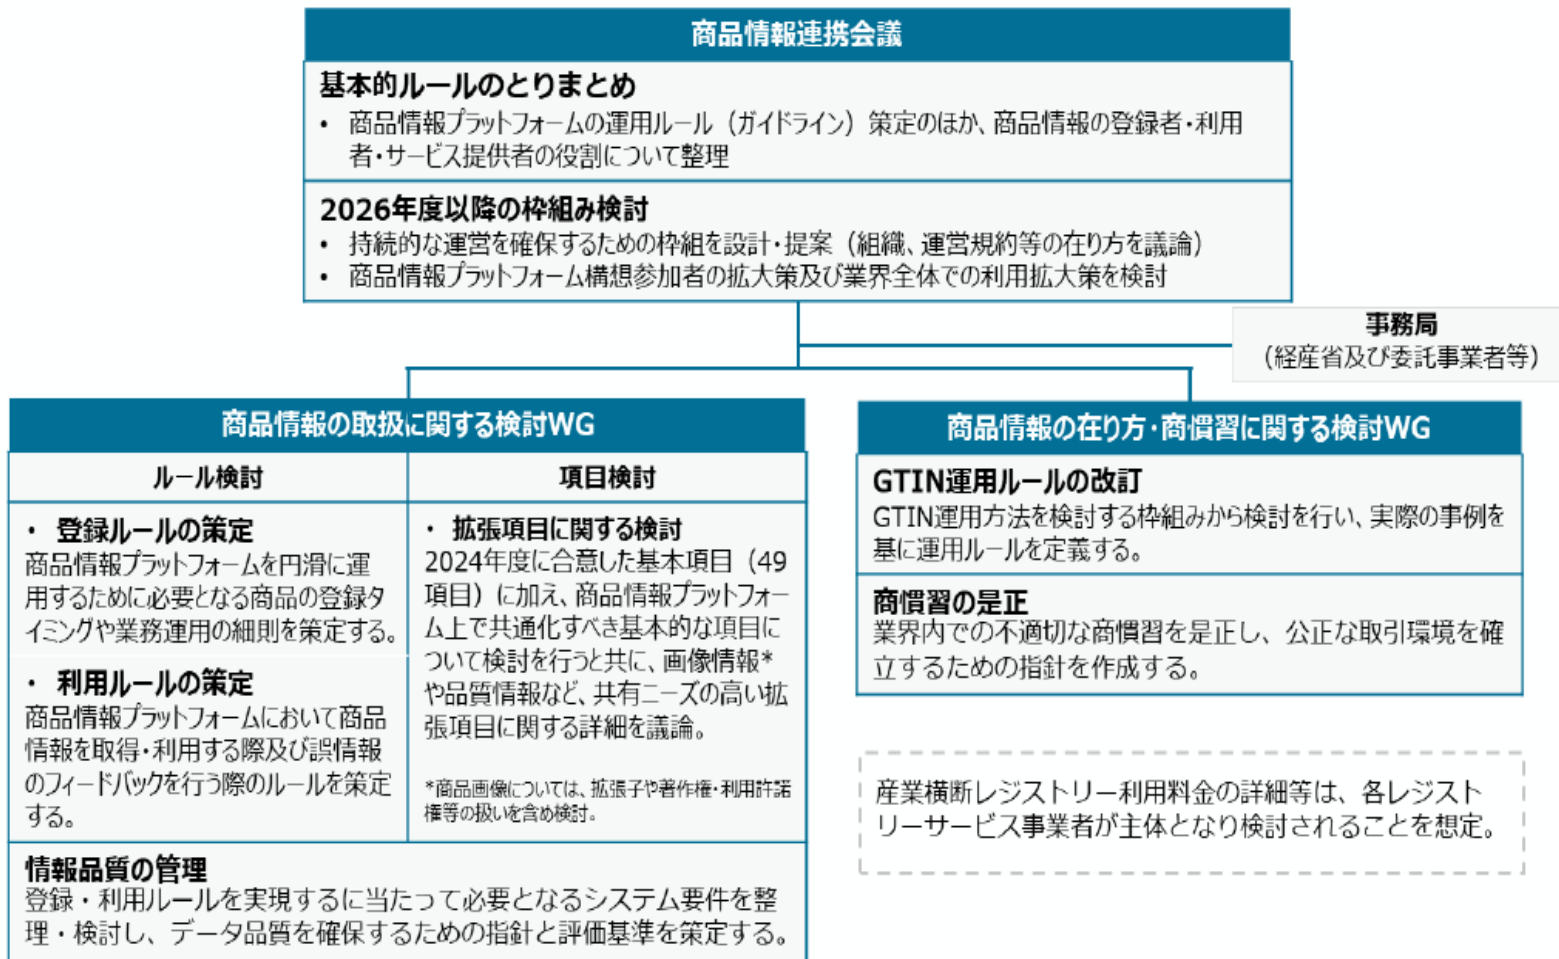 商品情報連携会議
基本的ルールのとりまとめ
• 商品情報プラットフォームの運用ルール（ガイドライン）策定のほか、商品情報の登録者・利用
者・サービス提供者の役割について整理
2026年度以降の枠組み検討
• 持続的な運営を確保するための枠組を設計・提案（組織、運営規約等の在り方を議論）
• 商品情報プラットフォーム構想参加者の拡大策及び業界全体での利用拡大策を検討
事務局
（経産省及び委託事業者等）
商品情報の取扱に関する検討WG
ルール検討
• 登録ルールの策定
商品情報プラットフォームを円滑に運
用するために必要となる商品の登録タ
イミングや業務運用の細則を策定する。
• 利用ルールの策定
商品情報プラットフォームにおいて商品
情報を取得・利用する際及び誤情報
のフィードバックを行う際のルールを策定
する。
項目検討
• 拡張項目に関する検討
2024年度に合意した基本項目（49
項目）に加え、商品情報プラットフォー
ム上で共通化すべき基本的な項目に
ついて検討を行うと共に、画像情報*
や品質情報など、共有ニーズの高い拡
張項目に関する詳細を議論。
*商品画像については、拡張子や著作権・利用許諾
権等の扱いを含め検討。
情報品質の管理
登録・利用ルールを実現するに当たって必要となるシステム要件を整
理・検討し、データ品質を確保するための指針と評価基準を策定する。
商品情報の在り方・商慣習に関する検討WG
GTIN運用ルールの改訂
GTIN運用方法を検討する枠組みから検討を行い、実際の事例を
基に運用ルールを定義する。
商慣習の是正
業界内での不適切な商慣習を是正し、公正な取引環境を確
立するための指針を作成する。
産業横断レジストリー利用料金の詳細等は、各レジスト
リーサービス事業者が主体となり検討されることを想定。